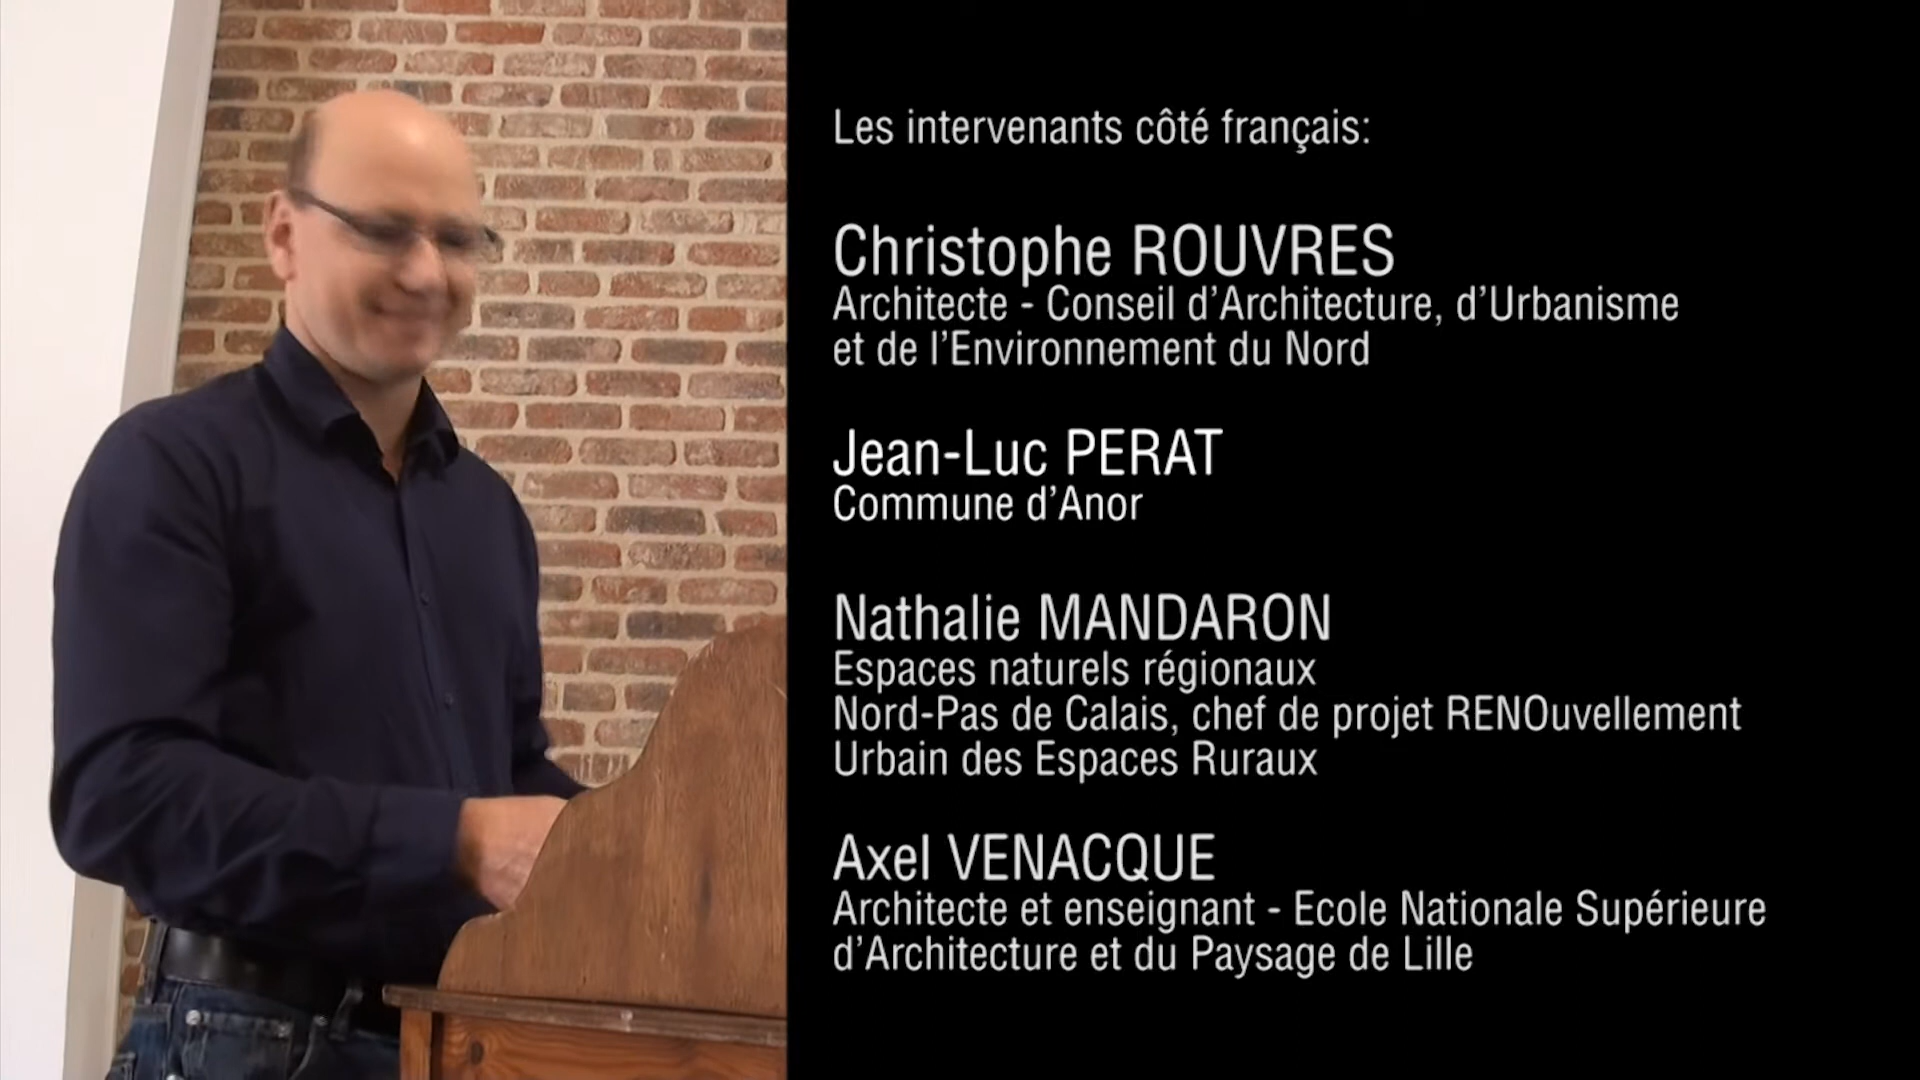 Les intervenants côté français:
Christophe ROUVRES
Architecte - Conseil d’Architecture, d’Urbanisme
et de l’Environnement du Nord
Jean-Luc PERAT
Commune d’Anor
Nathalie MANDARON
Espaces naturels régionaux
Nord-Pas de Calais, chef de projet RENOuvellement
Urbain des Espaces Ruraux
Axel VENACQUE
Architecte et enseignant - Ecole Nationale Supérieure
d’Architecture et du Paysage de Lille